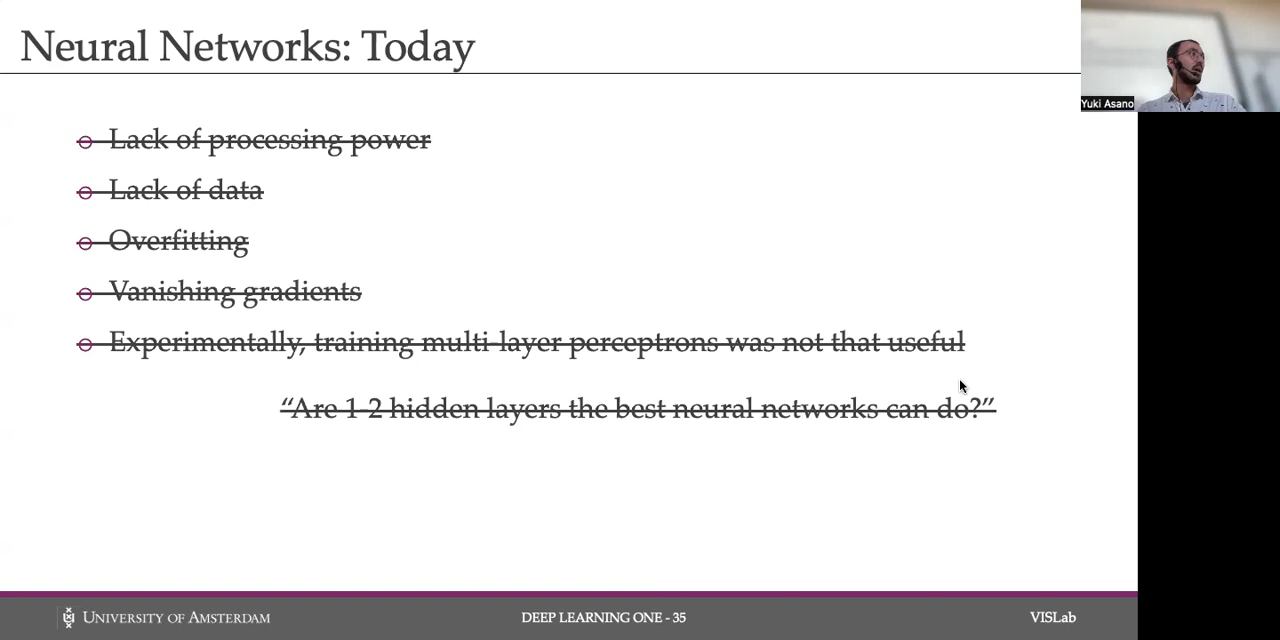 Neural Networks: Today
Yuki Asano
Lack of processing power
Lack of data
Overfitting
Vanishing gradients
Experimentally, training multi-layer perceptrons was not that useful
“Are 1-2 hidden layers the best neural networks can do?”
UNIVERSITY OF AMSTERDAM
DEEP LEARNING ONE - 35
VISLab